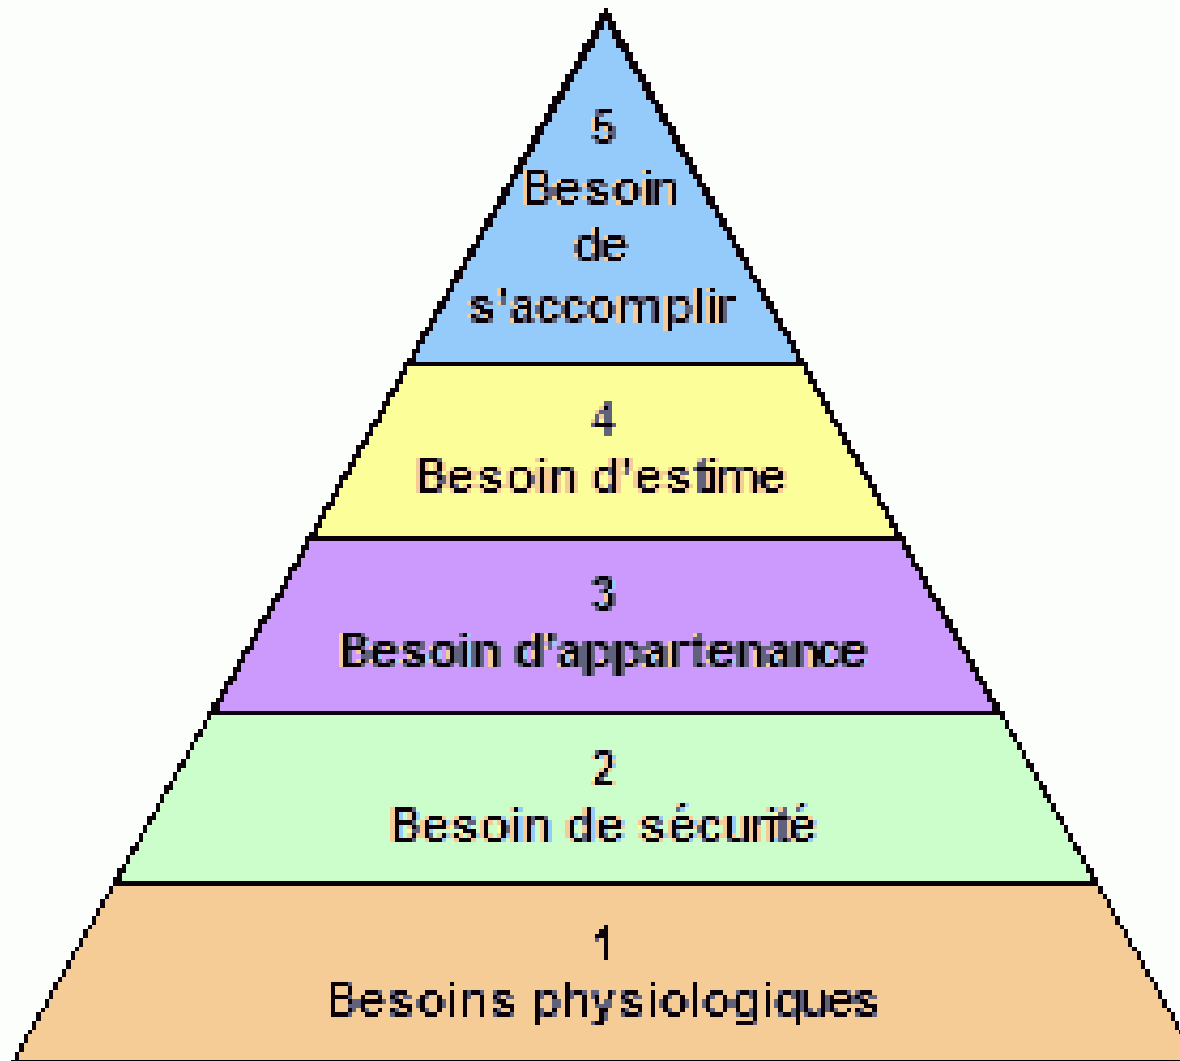 5
Besoin
de
s'accomplir
4
Besoin d'estime
3
Besoin d'appartenance
2
Besoin de sécurité
1
Besoins physiologiques